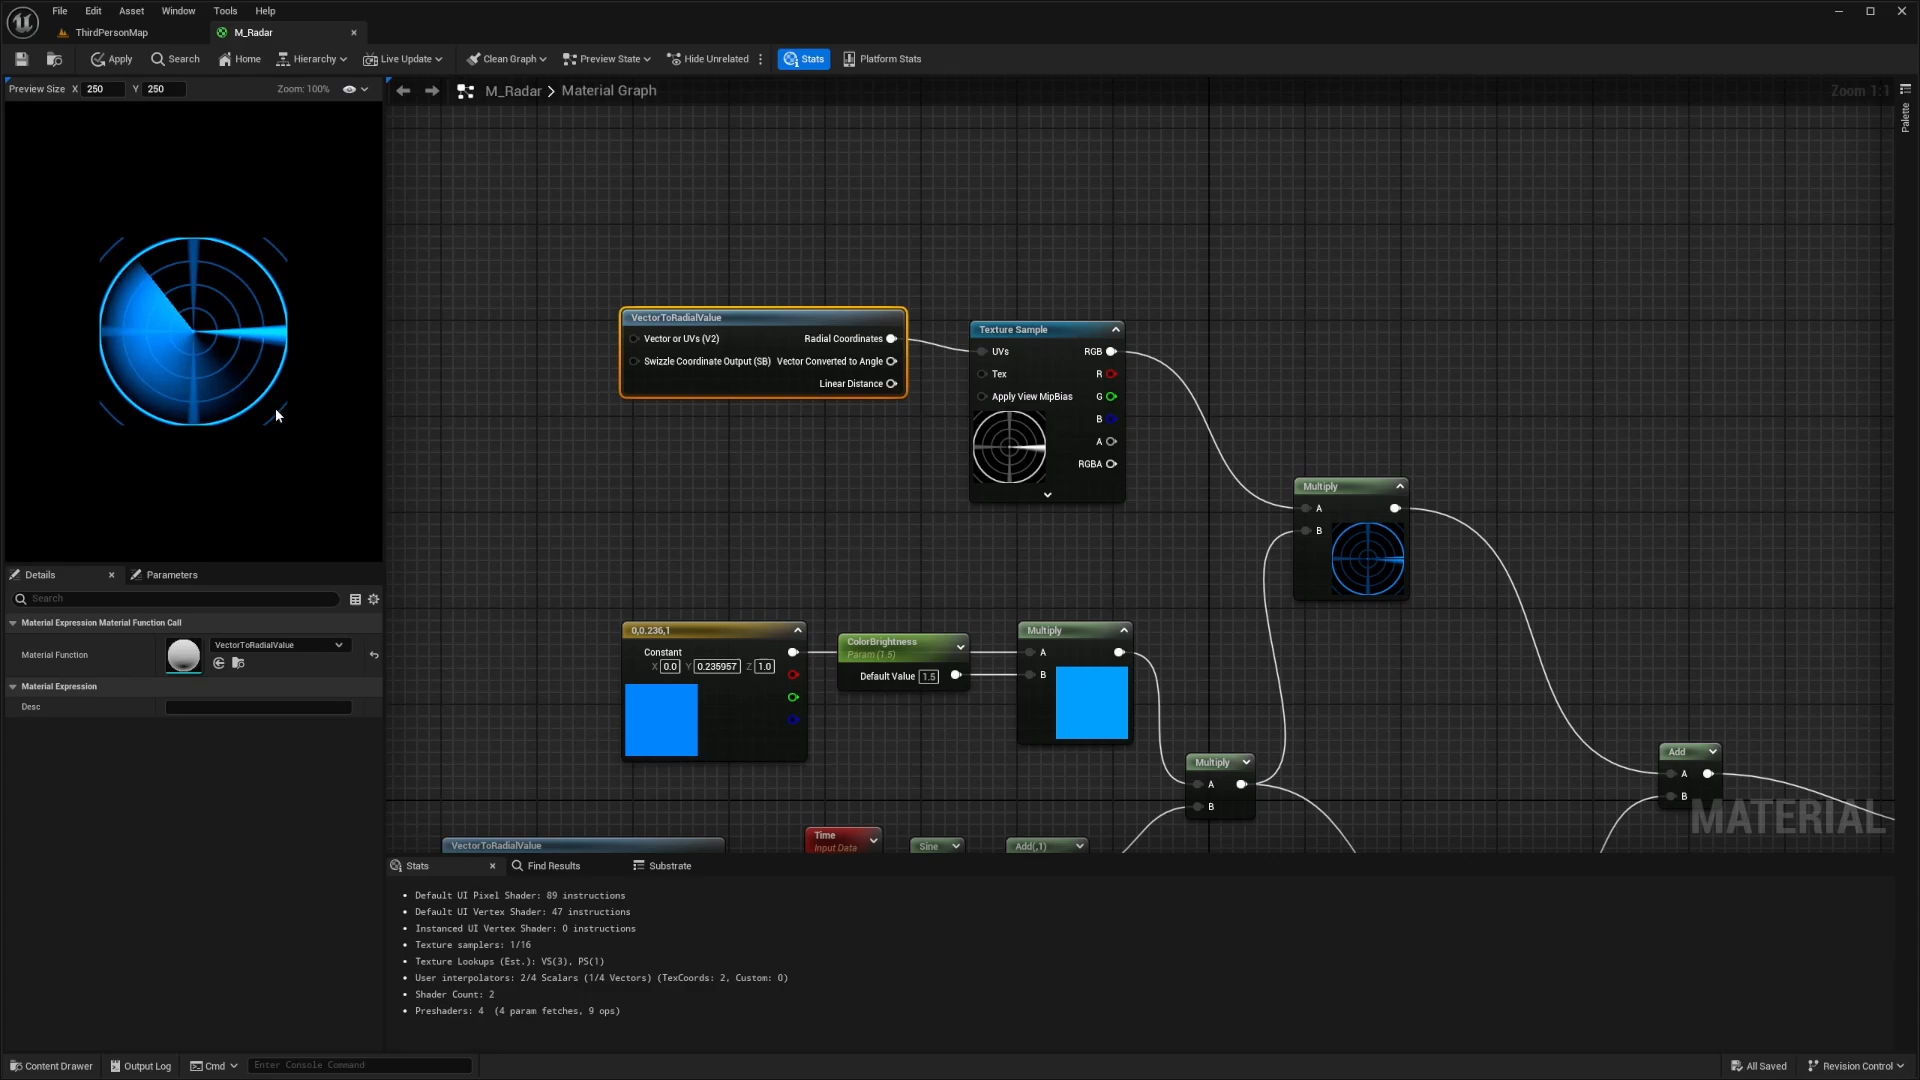 File Edit Asset Window Tools Help
ThirdPersonMap
M_Radar
Apply Search Home Hierarchy Live Update Clean Graph Preview State Hide Unrelated Stats Platform Stats
Preview Size X 250 Y 250 Zoom: 100%
M_Radar > Material Graph
Zoom 1:1
Palette
VectorToRadialValue
Vector or UVs (V2) Radial Coordinates
Swizzle Coordinate Output (SB) Vector Converted to Angle
Linear Distance
Texture Sample
UVs RGB
Tex R
Apply View MipBias G
B
A
RGBA
Multiply
A
B
0,0.236,1
Constant
X 0.0 Y 0.235957 Z 1.0
ColorBrightness
Param (1.5)
Default Value 1.5
Multiply
A
B
Multiply
A
B
Add
A
B
MATERIAL
VectorToRadialValue
Time
Input Data
Sine
Add(,1)
Details
Parameters
Search
Material Expression Material Function Call
Material Function
VectorToRadialValue
Material Expression
Desc
Stats
Find Results
Substrate
Default UI Pixel Shader: 89 instructions
Default UI Vertex Shader: 47 instructions
Instanced UI Vertex Shader: 0 instructions
Texture samplers: 1/16
Texture Lookups (Est.): VS(3), PS(1)
User interpolators: 2/4 Scalars (1/4 Vectors) (TexCoords: 2, Custom: 0)
Shader Count: 2
Preshaders: 4 (4 param fetches, 9 ops)
Content Drawer Output Log Cmd Enter Console Command
All Saved Revision Control